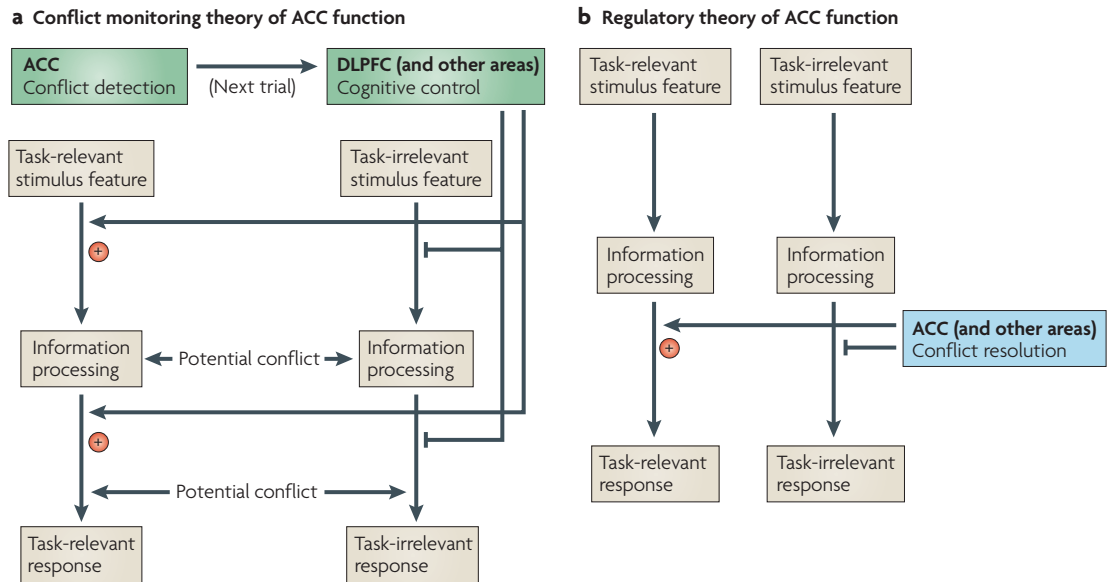 a Conflict monitoring theory of ACC function
ACC
Conflict detection
(Next trial)
DLPFC (and other areas)
Cognitive control
Task-relevant
stimulus feature
Task-irrelevant
stimulus feature
+
Information
processing
Potential conflict
Information
processing
+
Potential conflict
Task-relevant
response
Task-irrelevant
response
b Regulatory theory of ACC function
Task-relevant
stimulus feature
Task-irrelevant
stimulus feature
Information
processing
Information
processing
+
ACC (and other areas)
Conflict resolution
Task-relevant
response
Task-irrelevant
response